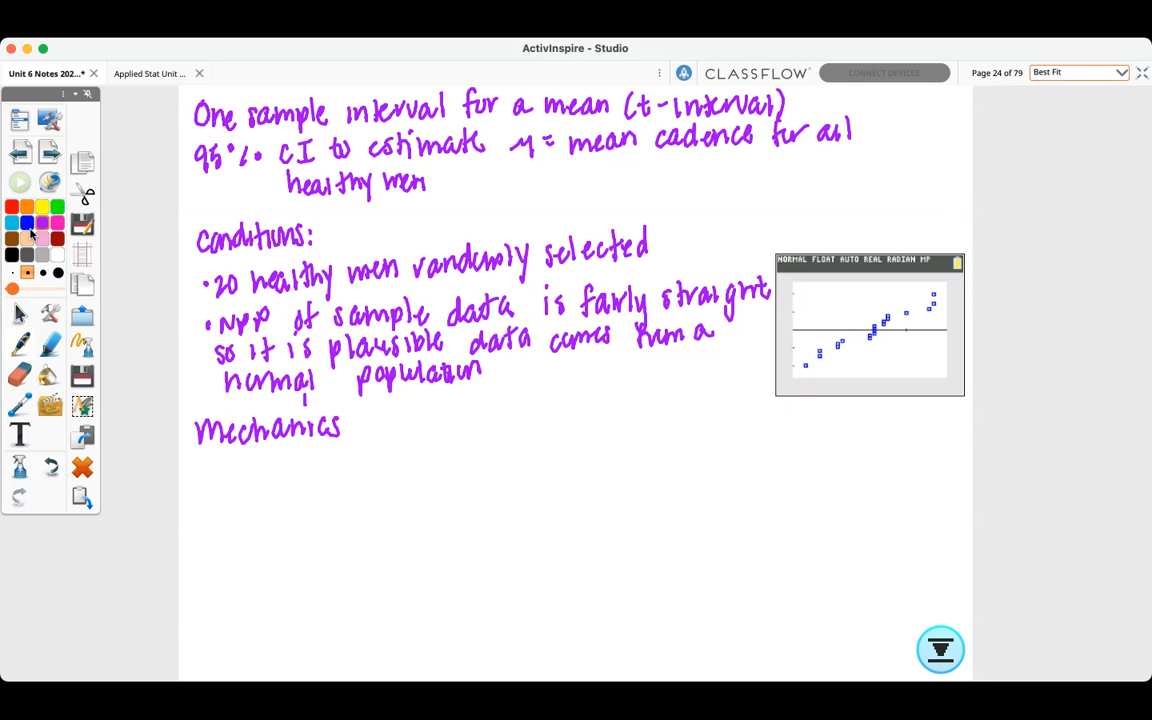 ActivInspire - Studio
Unit 6 Notes 202...*
Applied Stat Unit ...
CLASSFLOW
CONNECT DEVICES
Page 24 of 79
Best Fit
One sample interval for a mean (t-interval)
95% CI to estimate μ = mean cadence for all
healthy men
Conditions:
• 20 healthy men randomly selected
• NPP of sample data is fairly straight
so it is plausible data comes from a
normal population
Mechanics
NORMAL FLOAT AUTO REAL RADIAN MP
T